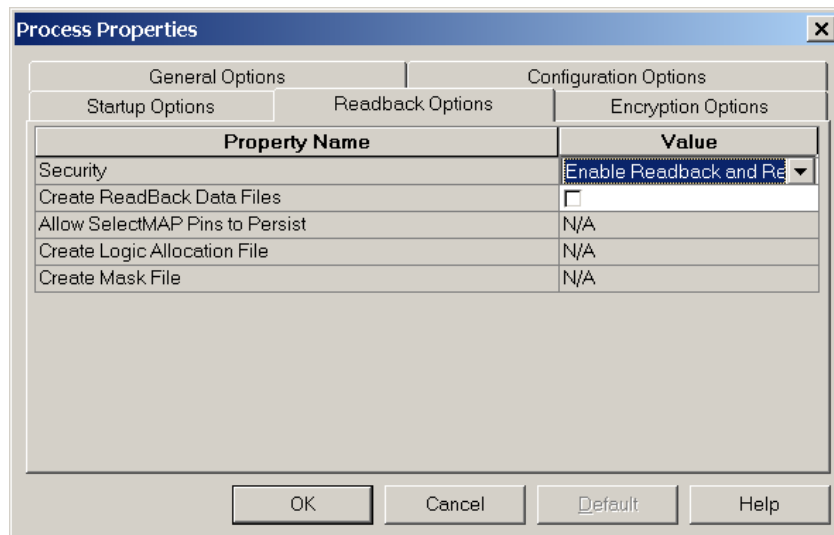 Process Properties
General Options Configuration Options
Startup Options Readback Options Encryption Options
Property Name Value
Security Enable Readback and Re
Create ReadBack Data Files
Allow SelectMAP Pins to Persist N/A
Create Logic Allocation File N/A
Create Mask File N/A
OK Cancel Default Help